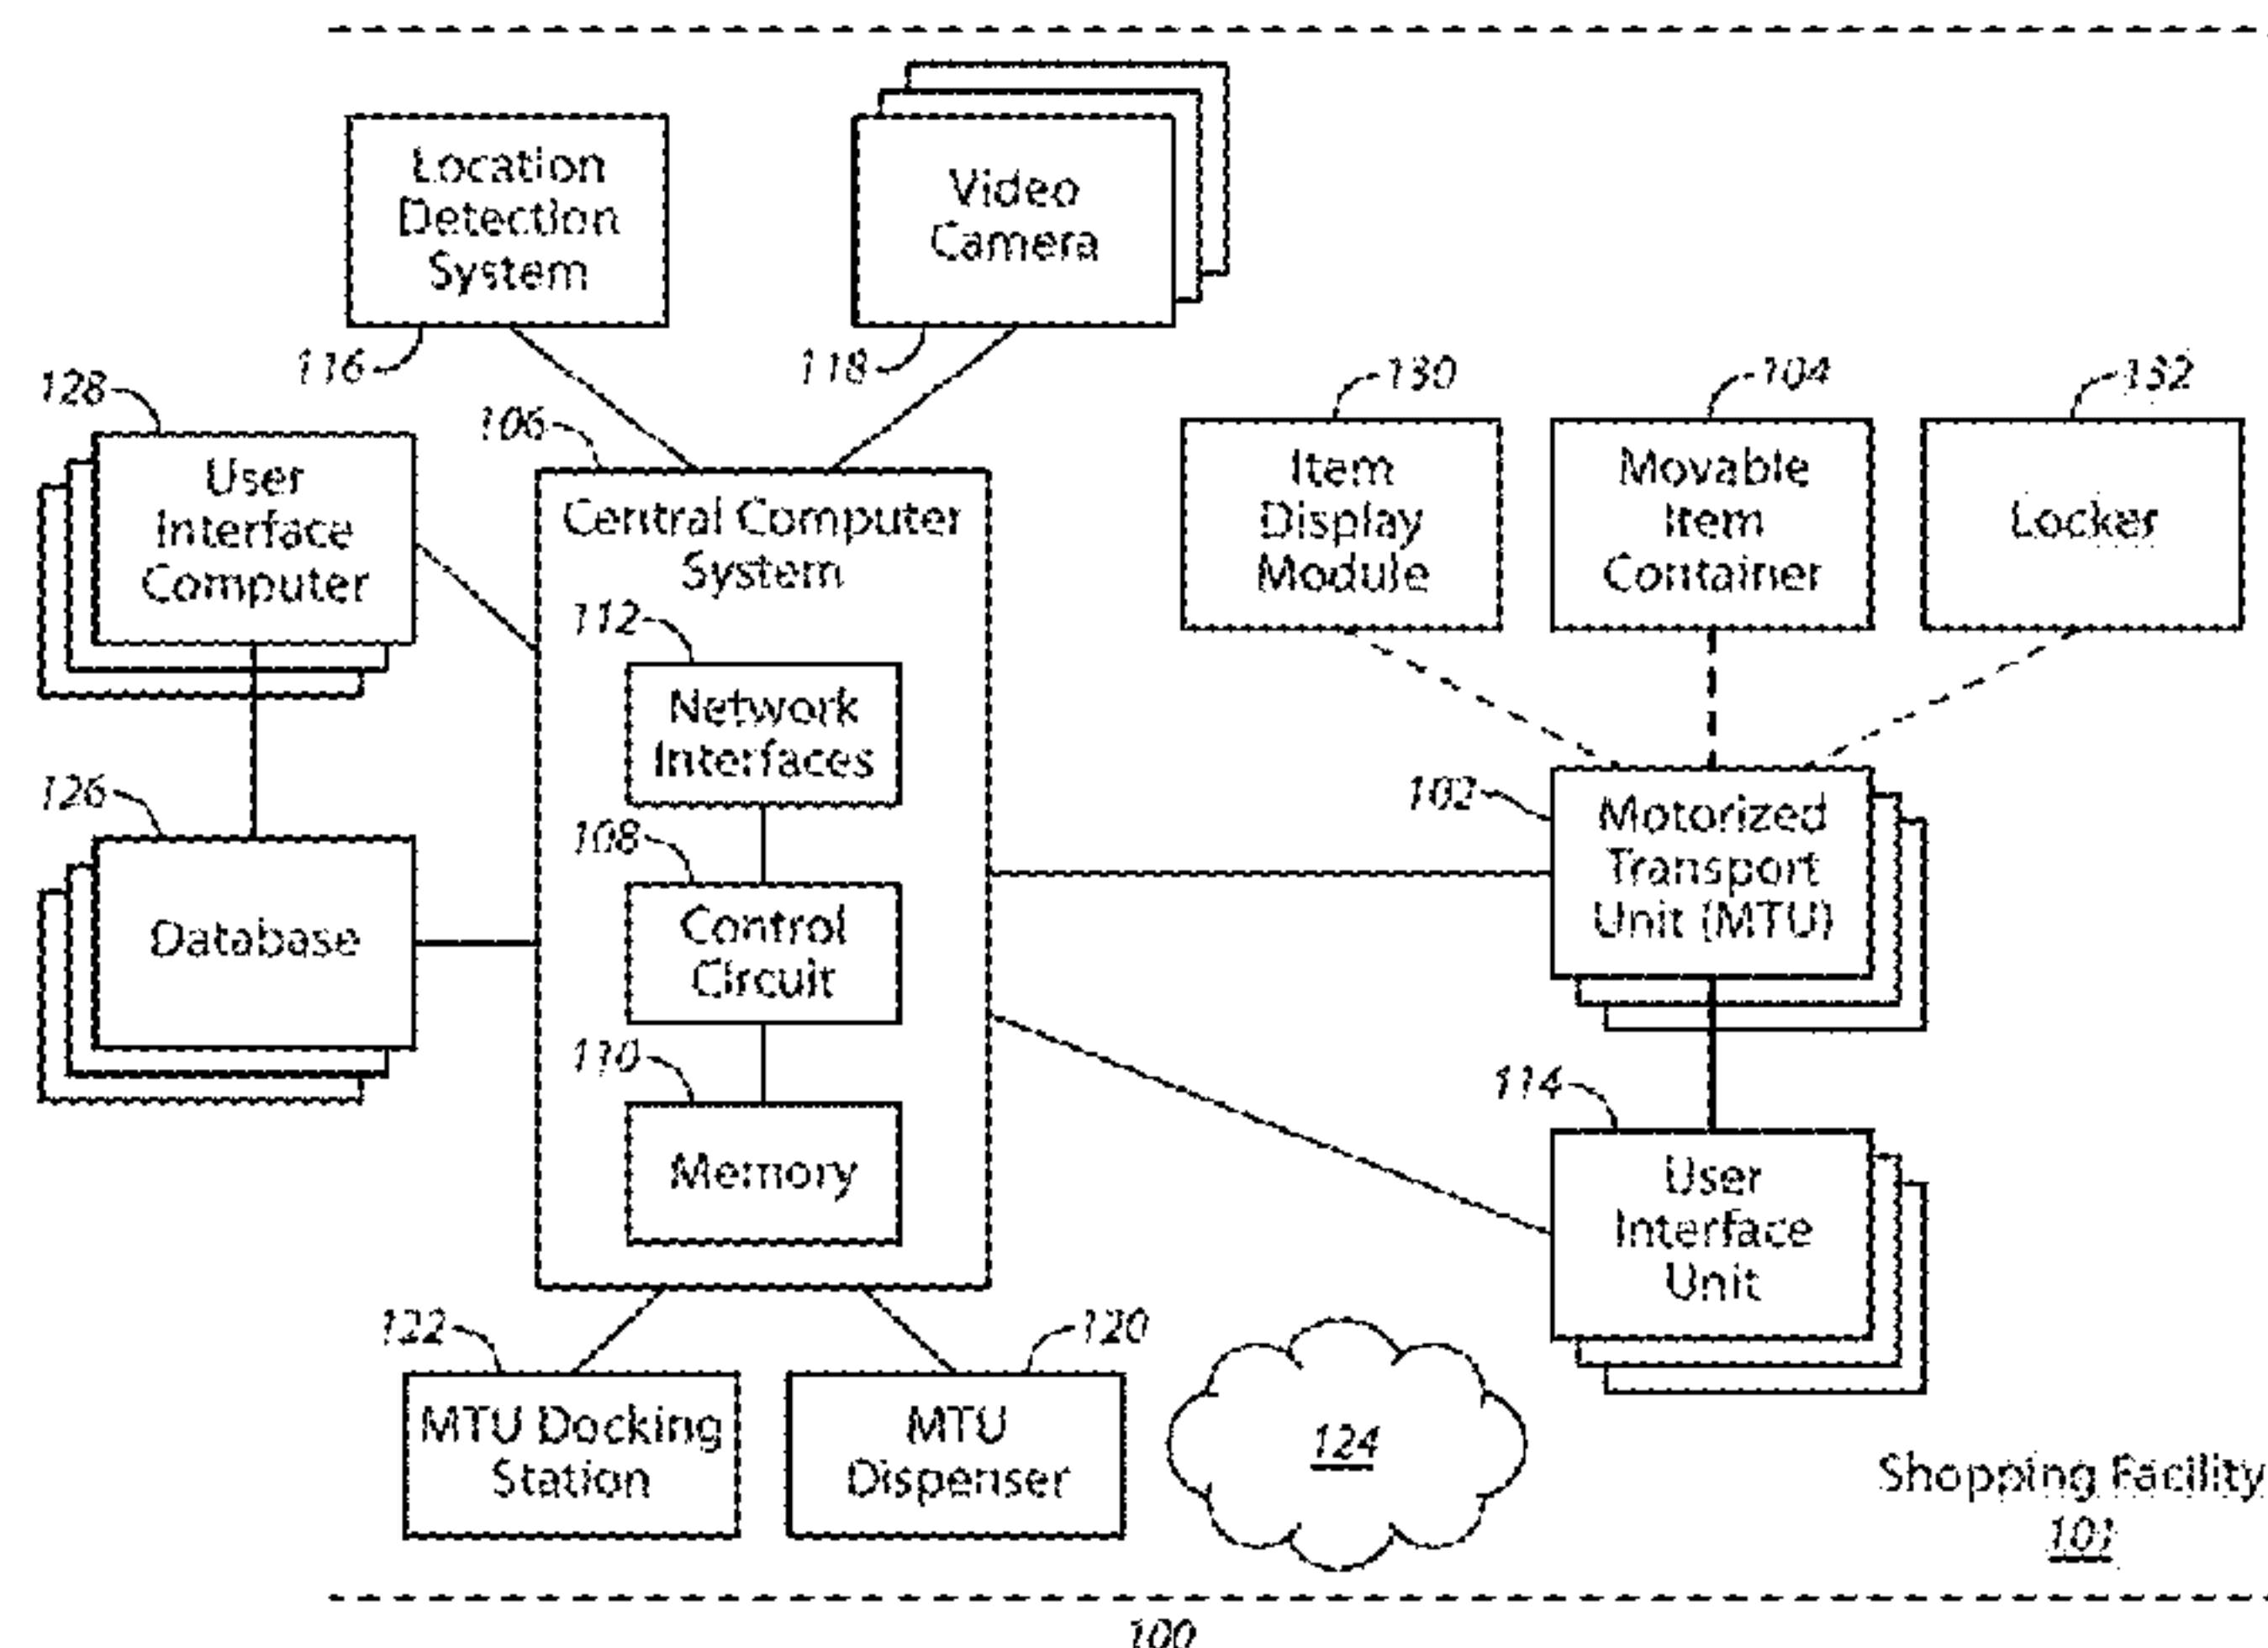 Location
Detection
System
116
Video
Camera
118
128
User
Interface
Computer
106
Central Computer
System
130
Item
Display
Module
104
Movable
Item
Container
132
Locker
112
Network
Interfaces
126
Database
108
Control
Circuit
102
Motorized
Transport
Unit (MTU)
110
Memory
114
User
Interface
Unit
122
MTU Docking
Station
120
MTU
Dispenser
124
Shopping Facility
101
100